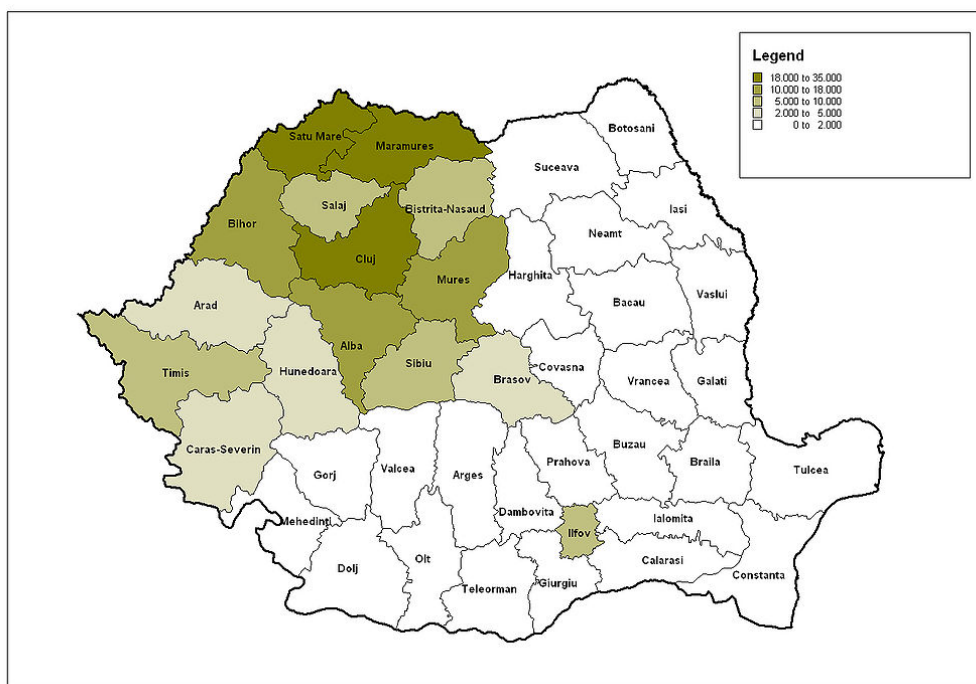 Legend
18.000 to 35.000
10.000 to 18.000
5.000 to 10.000
2.000 to 5.000
0 to 2.000
Botosani
Satu Mare
Maramures
Suceava
Salaj
Bistrita-Nasaud
Iasi
Bihor
Neamt
Cluj
Mures
Harghita
Vaslui
Arad
Bacau
Alba
Sibiu
Covasna
Timis
Hunedoara
Brasov
Vrancea
Galati
Caras-Severin
Gorj
Valcea
Arges
Prahova
Buzau
Braila
Tulcea
Dambovita
Mehedinti
Ilfov
Ialomita
Olt
Calarasi
Dolj
Teleorman
Giurgiu
Constanta